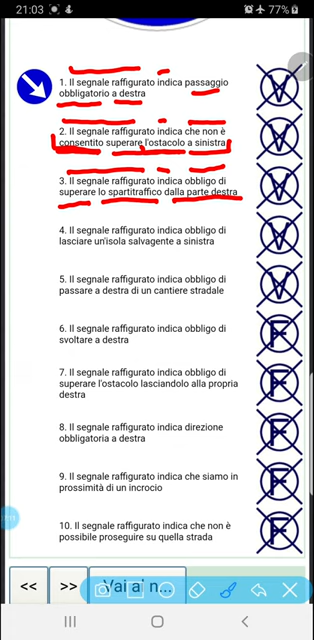 21:03
77%
1. Il segnale raffigurato indica passaggio
obbligatorio a destra
V
2. Il segnale raffigurato indica che non è
consentito superare l'ostacolo a sinistra
V
3. Il segnale raffigurato indica obbligo di
superare lo spartitraffico dalla parte destra
V
4. Il segnale raffigurato indica obbligo di
lasciare un'isola salvagente a sinistra
V
5. Il segnale raffigurato indica obbligo di
passare a destra di un cantiere stradale
V
6. Il segnale raffigurato indica obbligo di
svoltare a destra
F
7. Il segnale raffigurato indica obbligo di
superare l'ostacolo lasciandolo alla propria
destra
F
8. Il segnale raffigurato indica direzione
obbligatoria a destra
F
9. Il segnale raffigurato indica che siamo in
prossimità di un incrocio
F
10. Il segnale raffigurato indica che non è
possibile proseguire su quella strada
F
<< >> Vai al n...